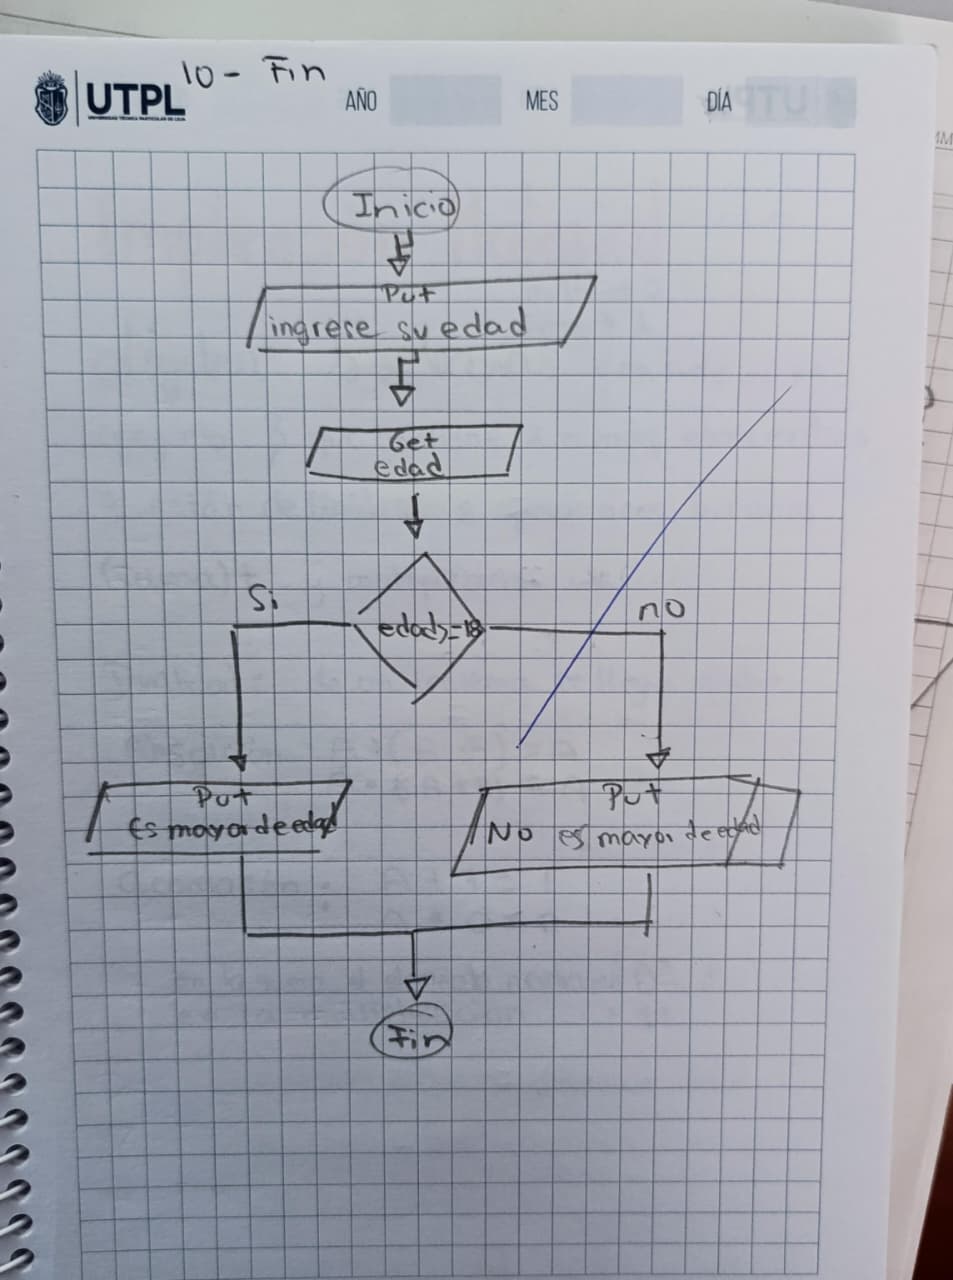 10 - Fin
UTPL
AÑO MES DÍA
Inicio
Put
ingrese su edad
Get
edad
Si
edad>=18
no
Put
Es mayor de edad
Put
No es mayor de edad
Fin